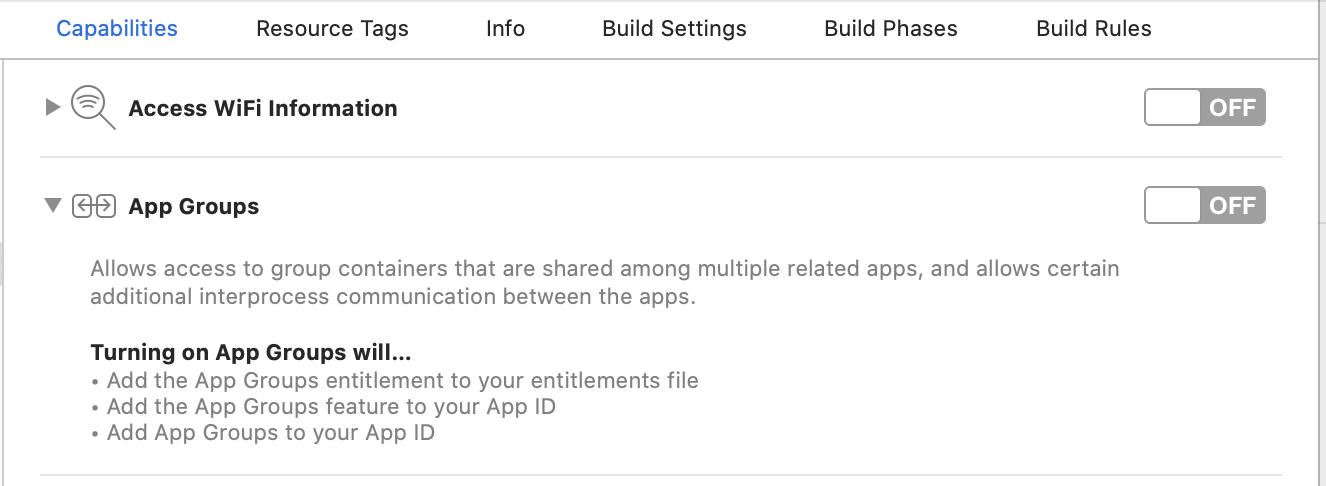 Capabilities Resource Tags Info Build Settings Build Phases Build Rules
Access WiFi Information OFF
App Groups OFF
Allows access to group containers that are shared among multiple related apps, and allows certain
additional interprocess communication between the apps.
Turning on App Groups will...
• Add the App Groups entitlement to your entitlements file
• Add the App Groups feature to your App ID
• Add App Groups to your App ID